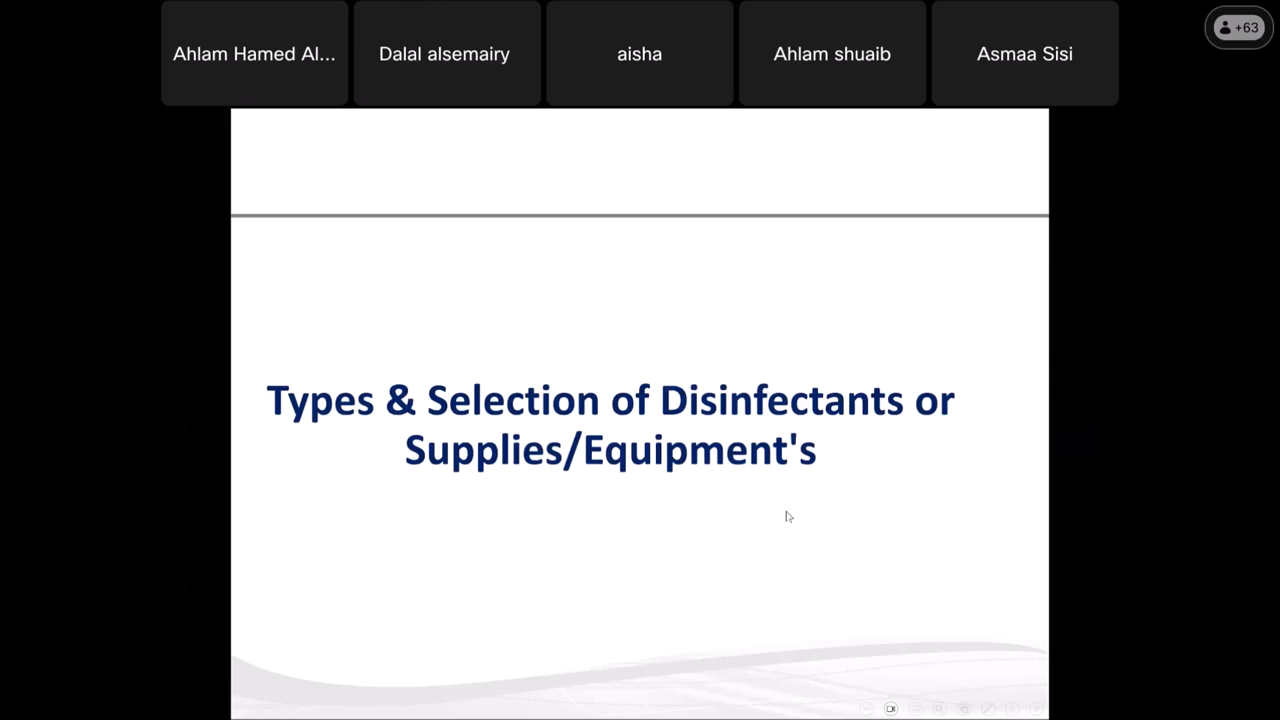 Ahlam Hamed Al...
Dalal alsemairy
aisha
Ahlam shuaib
Asmaa Sisi
+63
Types & Selection of Disinfectants or
Supplies/Equipment's